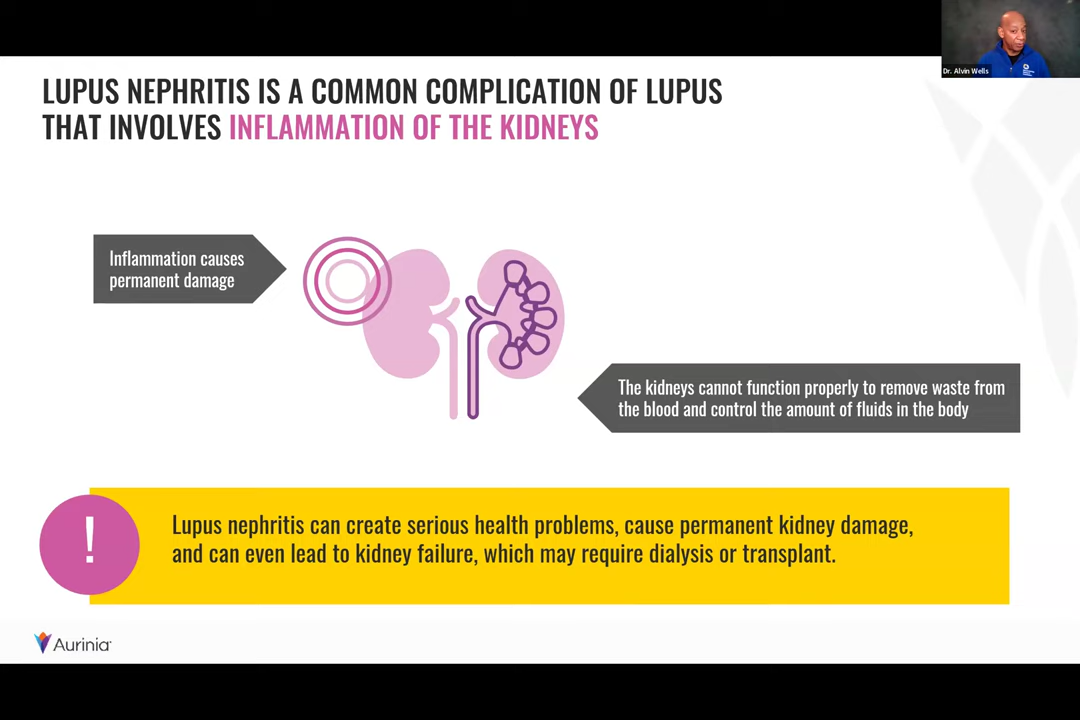 Dr. Alvin Wells
LUPUS NEPHRITIS IS A COMMON COMPLICATION OF LUPUS
THAT INVOLVES INFLAMMATION OF THE KIDNEYS
Inflammation causes
permanent damage
The kidneys cannot function properly to remove waste from
the blood and control the amount of fluids in the body
!
Lupus nephritis can create serious health problems, cause permanent kidney damage,
and can even lead to kidney failure, which may require dialysis or transplant.
Aurinia